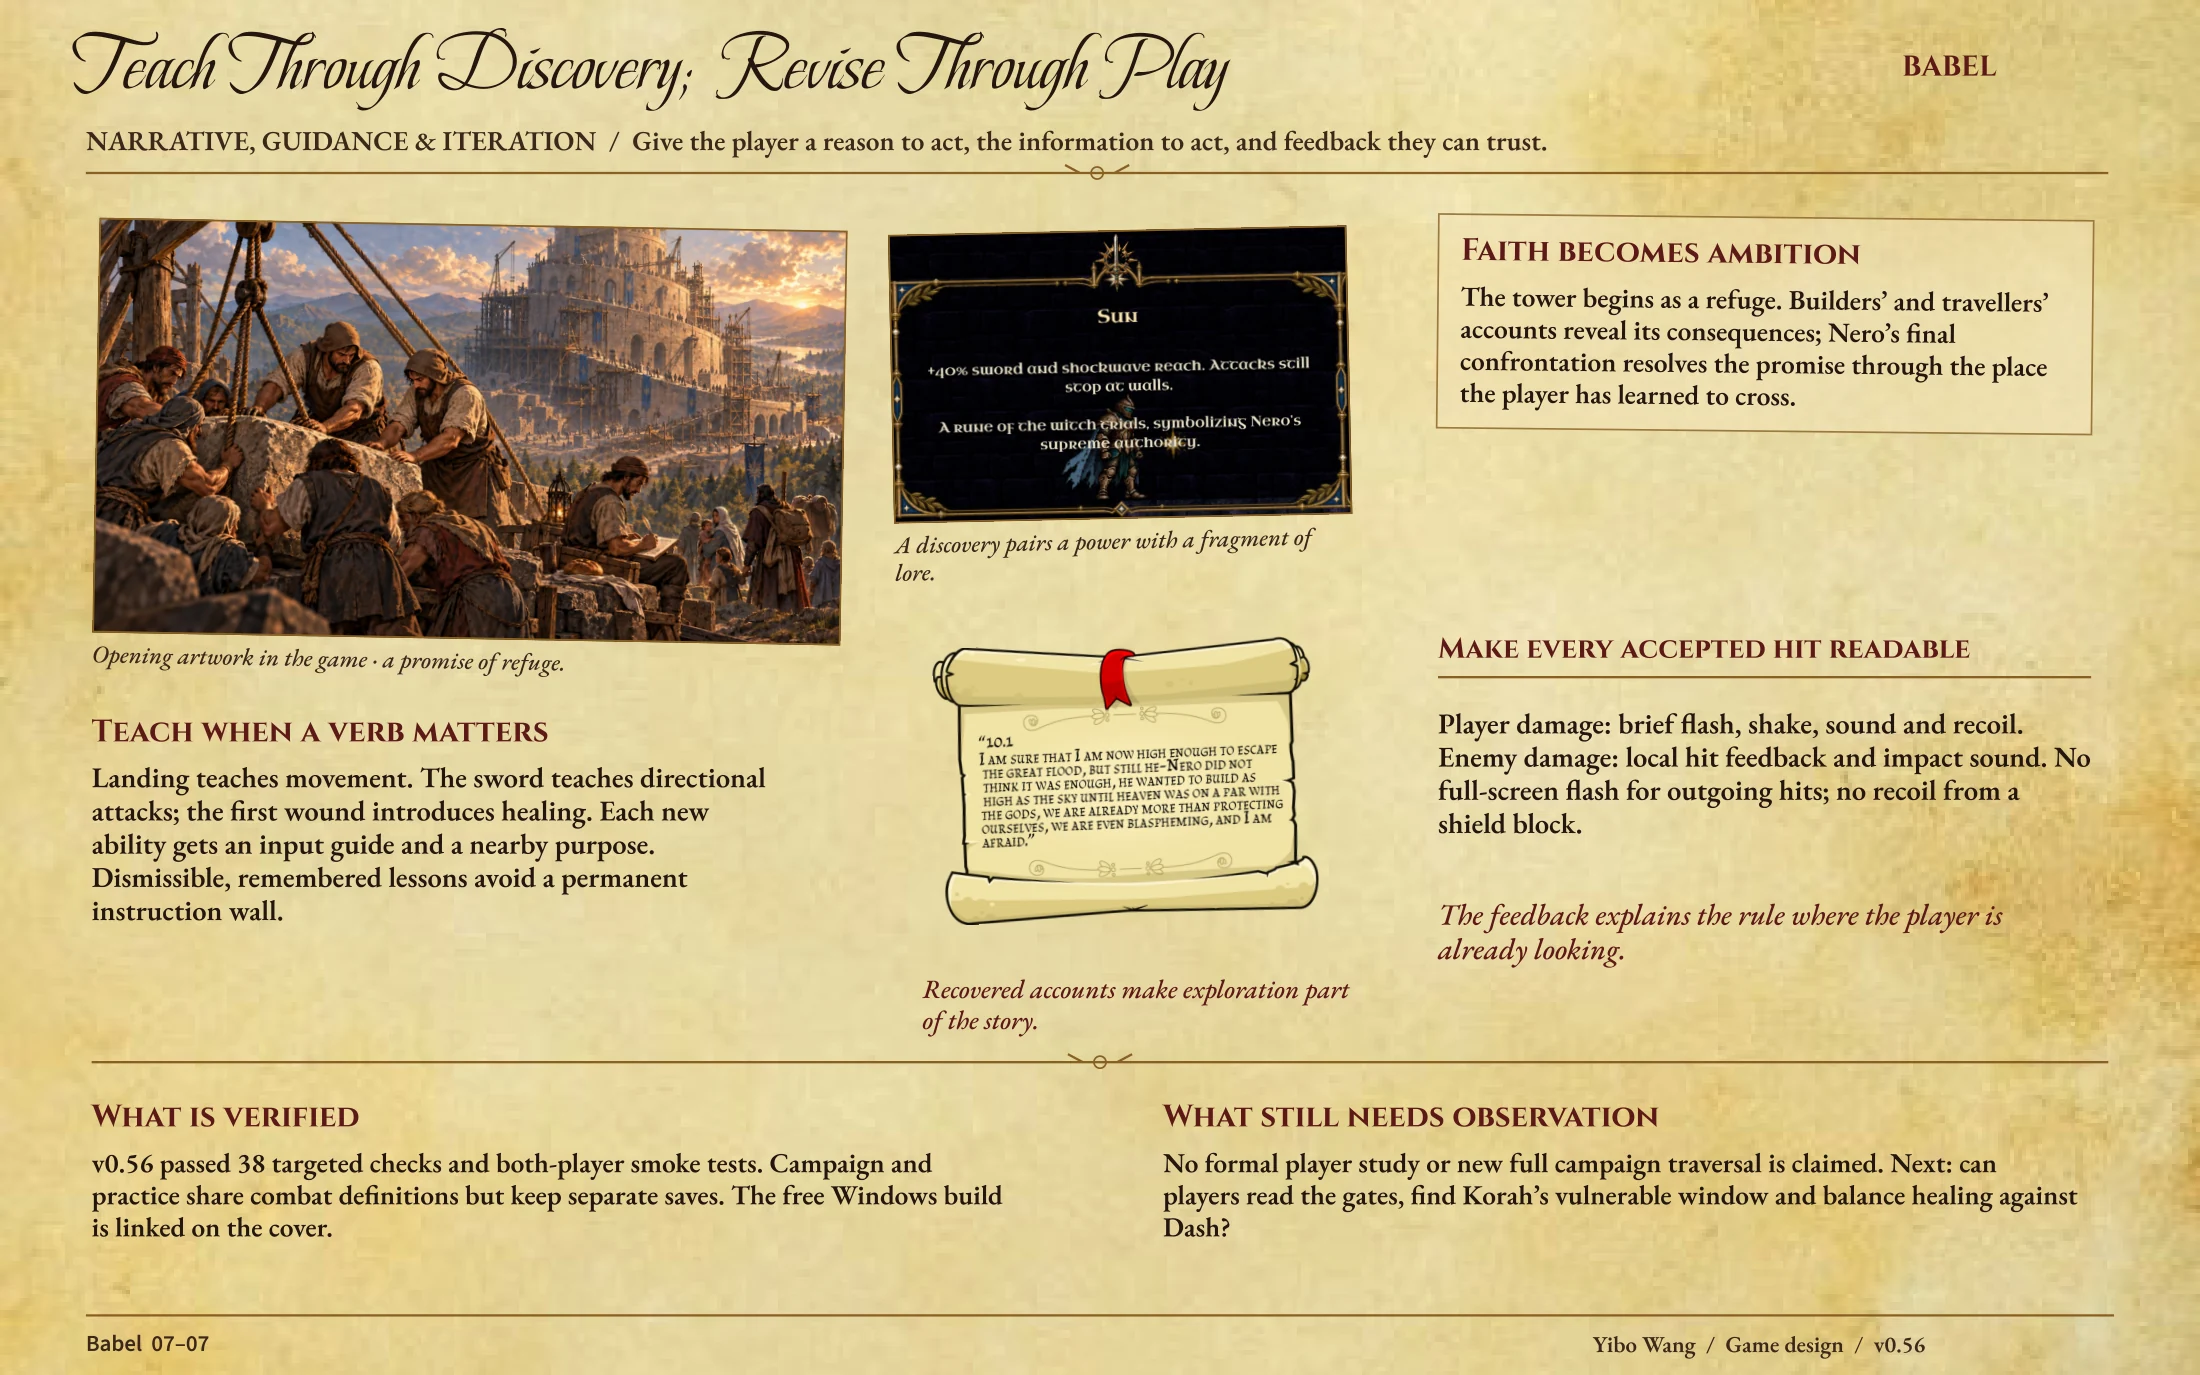 Teach Through Discovery; Revise Through Play
BABEL
NARRATIVE, GUIDANCE & ITERATION / Give the player a reason to act, the information to act, and feedback they can trust.
Opening artwork in the game · a promise of refuge.
TEACH WHEN A VERB MATTERS
Landing teaches movement. The sword teaches directional
attacks; the first wound introduces healing. Each new
ability gets an input guide and a nearby purpose.
Dismissible, remembered lessons avoid a permanent
instruction wall.
Sun
+40% sword and shockwave reach. Attacks still
stop at walls.
A rune of the witch trials, symbolizing Nero's
supreme authority.
A discovery pairs a power with a fragment of
lore.
“10.1
I AM SURE THAT I AM NOW HIGH ENOUGH TO ESCAPE
THE GREAT FLOOD, BUT STILL HE-NERO DID NOT
THINK IT WAS ENOUGH, HE WANTED TO BUILD AS
HIGH AS THE SKY UNTIL HEAVEN WAS ON A PAR WITH
THE GODS, WE ARE ALREADY MORE THAN PROTECTING
OURSELVES, WE ARE EVEN BLASPHEMING, AND I AM
AFRAID.”
Recovered accounts make exploration part
of the story.
FAITH BECOMES AMBITION
The tower begins as a refuge. Builders’ and travellers’
accounts reveal its consequences; Nero’s final
confrontation resolves the promise through the place
the player has learned to cross.
MAKE EVERY ACCEPTED HIT READABLE
Player damage: brief flash, shake, sound and recoil.
Enemy damage: local hit feedback and impact sound. No
full-screen flash for outgoing hits; no recoil from a
shield block.
The feedback explains the rule where the player is
already looking.
WHAT IS VERIFIED
v0.56 passed 38 targeted checks and both-player smoke tests. Campaign and
practice share combat definitions but keep separate saves. The free Windows build
is linked on the cover.
WHAT STILL NEEDS OBSERVATION
No formal player study or new full campaign traversal is claimed. Next: can
players read the gates, find Korah’s vulnerable window and balance healing against
Dash?
Babel 07–07
Yibo Wang / Game design / v0.56